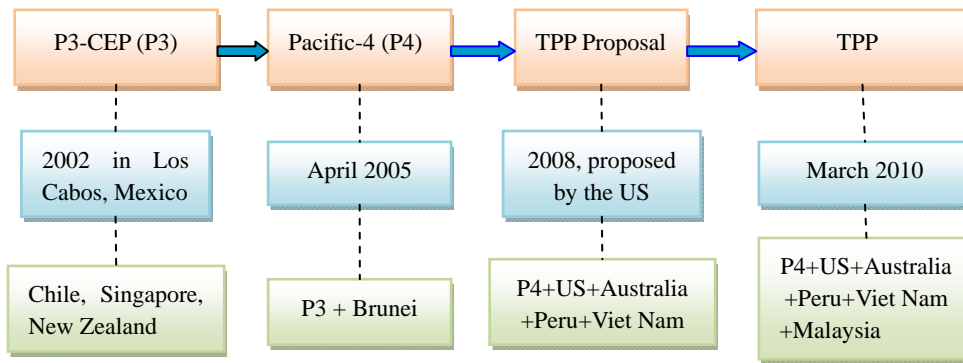 P3-CEP (P3)
Pacific-4 (P4)
TPP Proposal
TPP
2002 in Los
Cabos, Mexico
April 2005
2008, proposed
by the US
March 2010
Chile, Singapore,
New Zealand
P3 + Brunei
P4+US+Australia
+Peru+Viet Nam
P4+US+Australia
+Peru+Viet Nam
+Malaysia